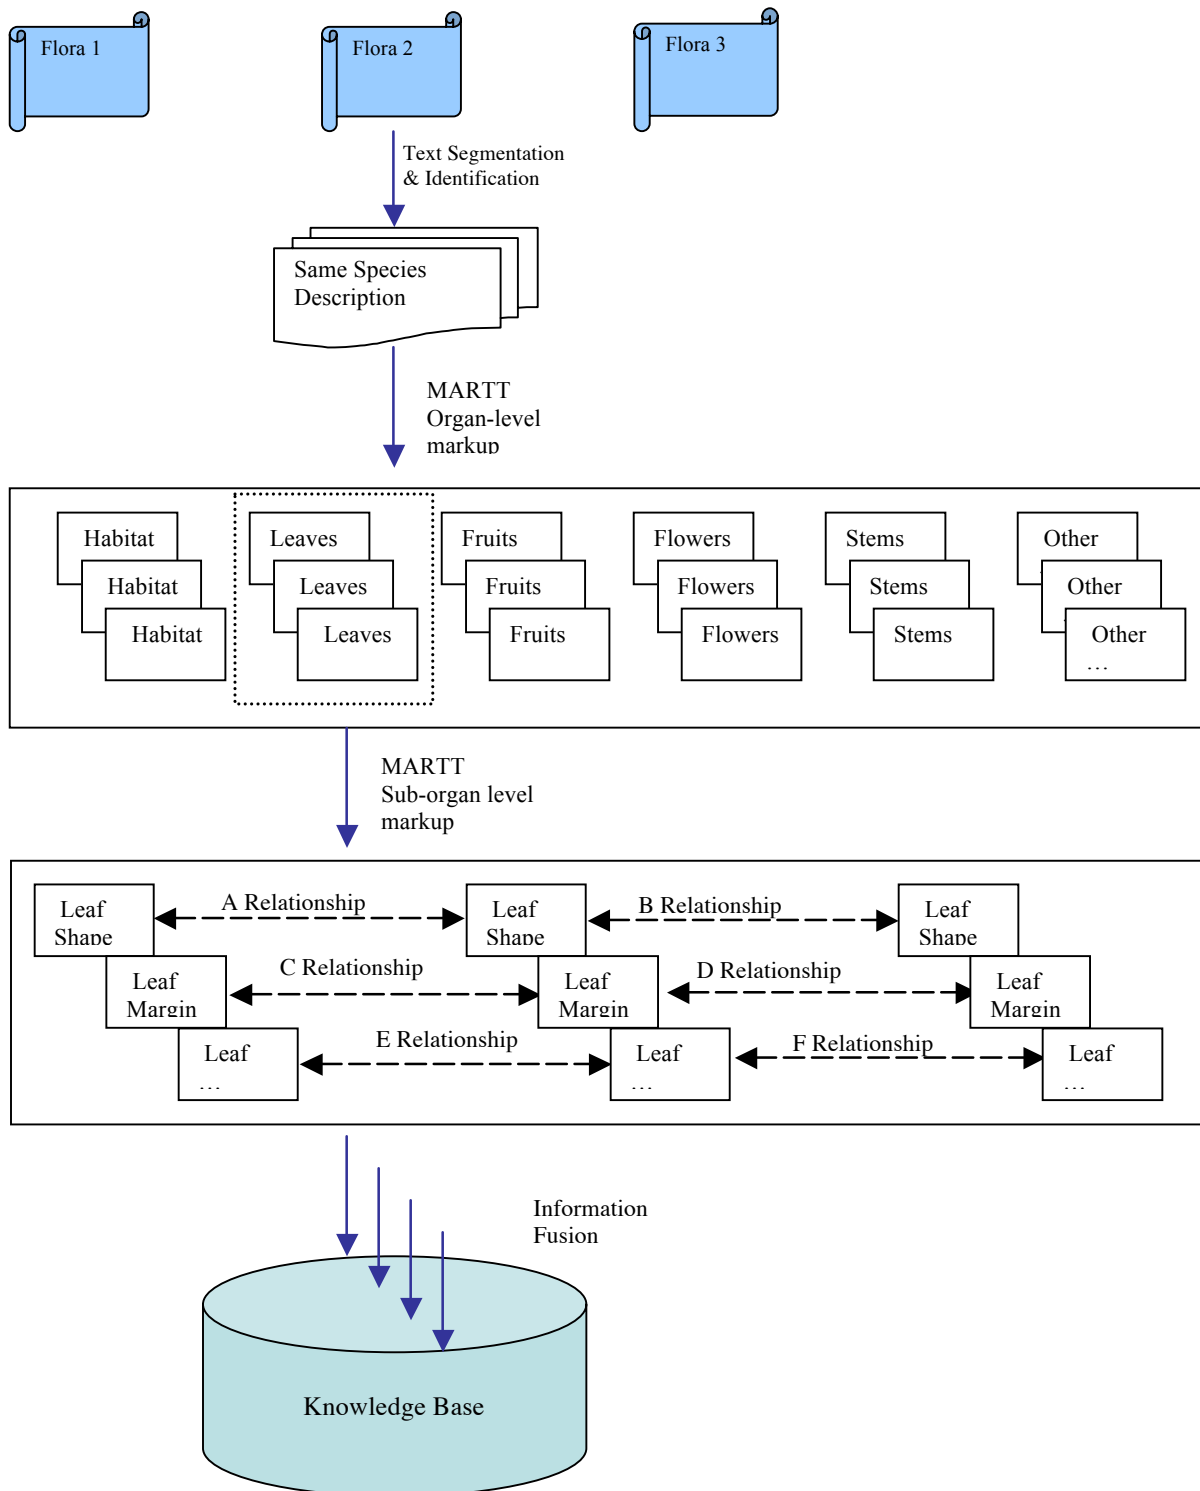 Flora 1
Flora 2
Flora 3
Text Segmentation
& Identification
Same Species
Description
MARTT
Organ-level
markup
Habitat
Leaves
Fruits
Flowers
Stems
Other
Habitat
Leaves
Fruits
Flowers
Stems
Other
Habitat
Leaves
Fruits
Flowers
Stems
Other
...
MARTT
Sub-organ level
markup
Leaf
Shape
A Relationship
Leaf
Shape
B Relationship
Leaf
Shape
Leaf
Margin
C Relationship
Leaf
Margin
D Relationship
Leaf
Margin
Leaf
...
E Relationship
Leaf
...
F Relationship
Leaf
...
Information
Fusion
Knowledge Base